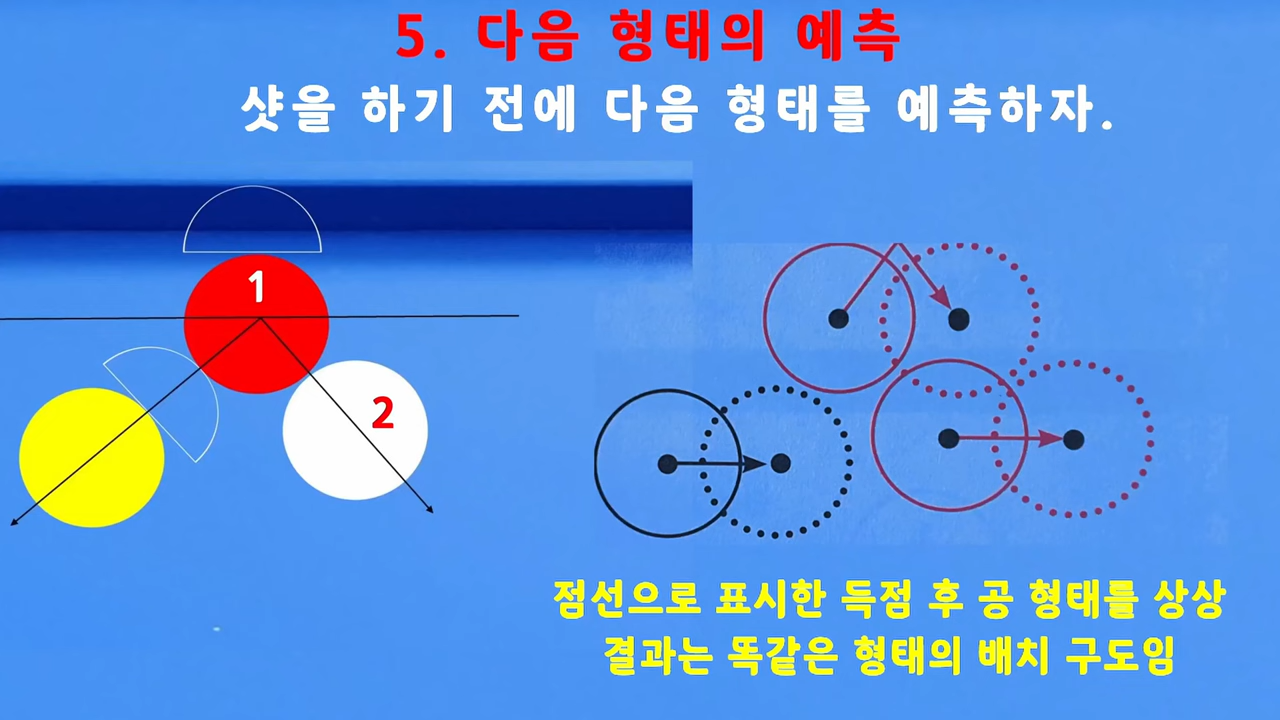 5. 다음 형태의 예측
샷을 하기 전에 다음 형태를 예측하자.
1
2
점선으로 표시한 득점 후 공 형태를 상상
결과는 똑같은 형태의 배치 구도임